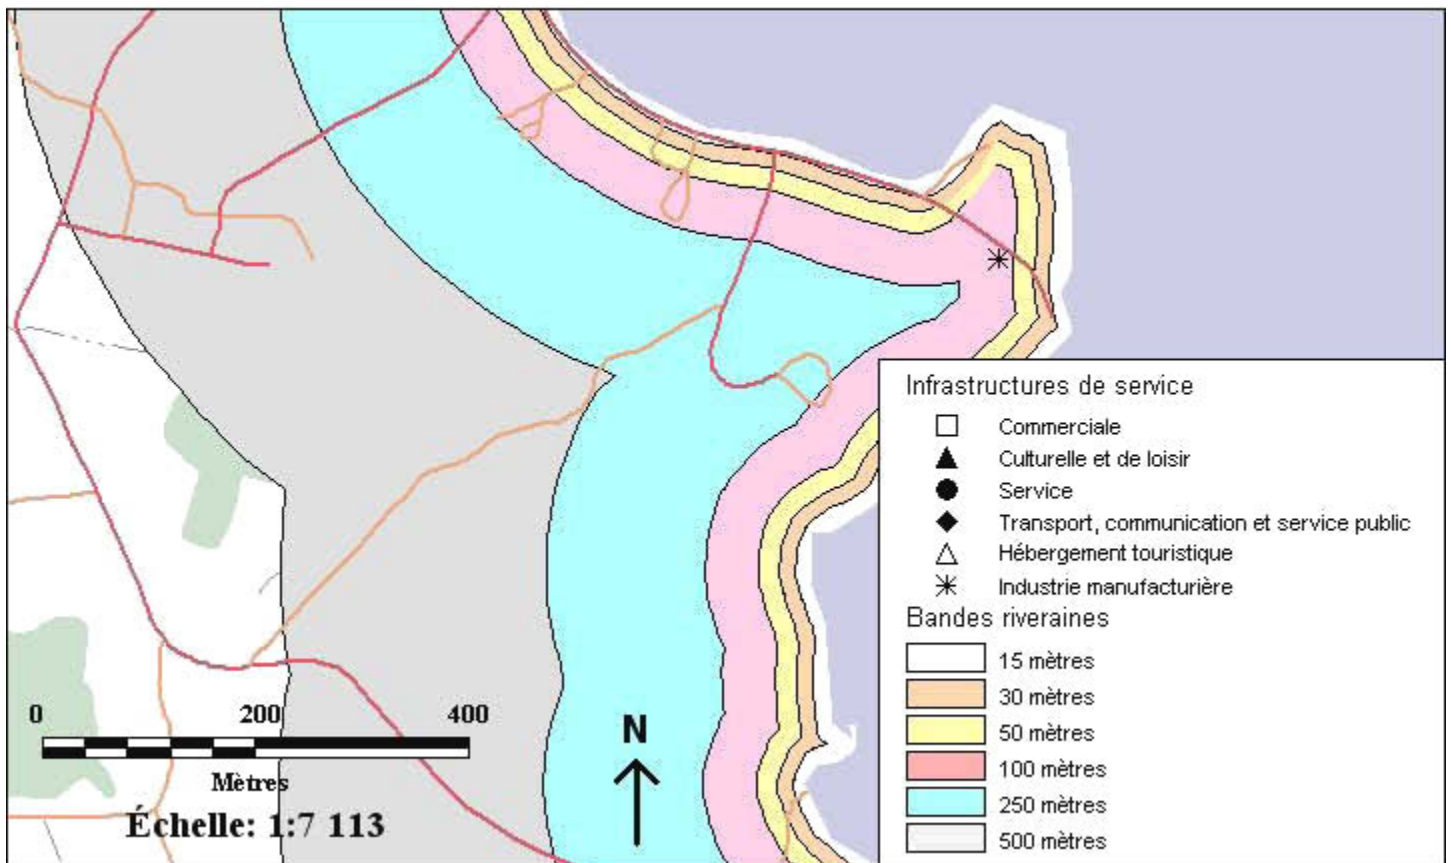 Infrastructures de service
Commerciale
Culturelle et de loisir
Service
Transport, communication et service public
Hébergement touristique
Industrie manufacturière
Bandes riveraines
15 mètres
30 mètres
50 mètres
100 mètres
250 mètres
500 mètres
0 200 400
Mètres
Échelle: 1:7 113
N